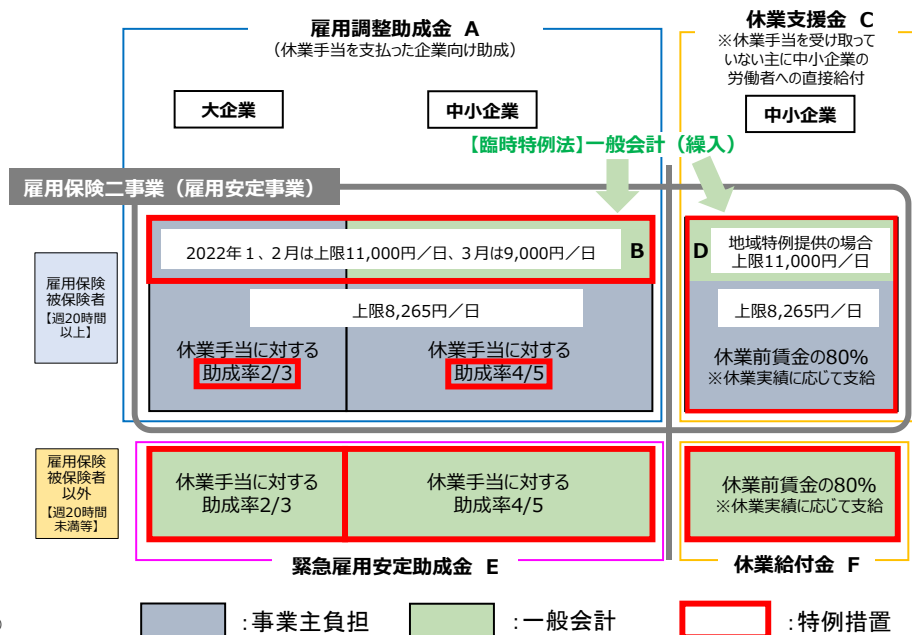 雇用調整助成金 A
(休業手当を支払った企業向け助成)
大企業
中小企業
休業支援金 C
※休業手当を受け取って
いない主に中小企業の
労働者への直接給付
中小企業
【臨時特例法】一般会計（繰入）
雇用保険二事業（雇用安定事業）
雇用保険
被保険者
【週20時間
以上】
2022年１、２月は上限11,000円／日、３月は9,000円／日
B
上限8,265円／日
休業手当に対する
助成率2/3
休業手当に対する
助成率4/5
D
地域特例提供の場合
上限11,000円／日
上限8,265円／日
休業前賃金の80%
※休業実績に応じて支給
雇用保険
被保険者
以外
【週20時間
未満等】
休業手当に対する
助成率2/3
休業手当に対する
助成率4/5
休業前賃金の80%
※休業実績に応じて支給
緊急雇用安定助成金 E
休業給付金 F
:事業主負担
:一般会計
:特例措置